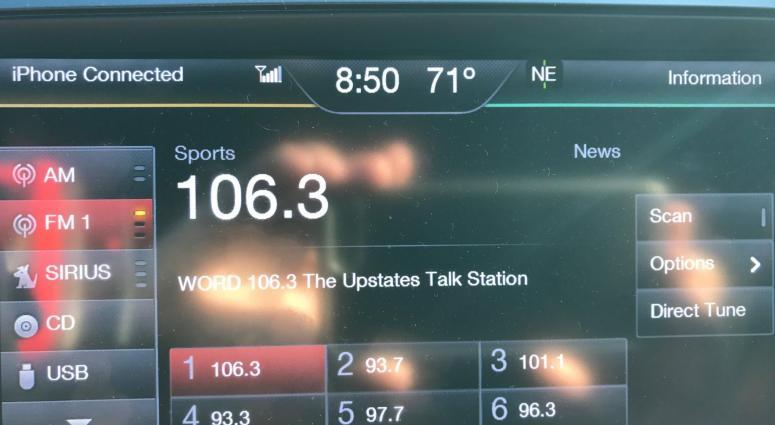 iPhone Connected 8:50 71° NE Information
Sports News
106.3
AM
FM 1
SIRIUS
CD
USB
WORD 106.3 The Upstates Talk Station
Scan
Options
Direct Tune
1 106.3 2 93.7 3 101.1
4 93.3 5 97.7 6 96.3